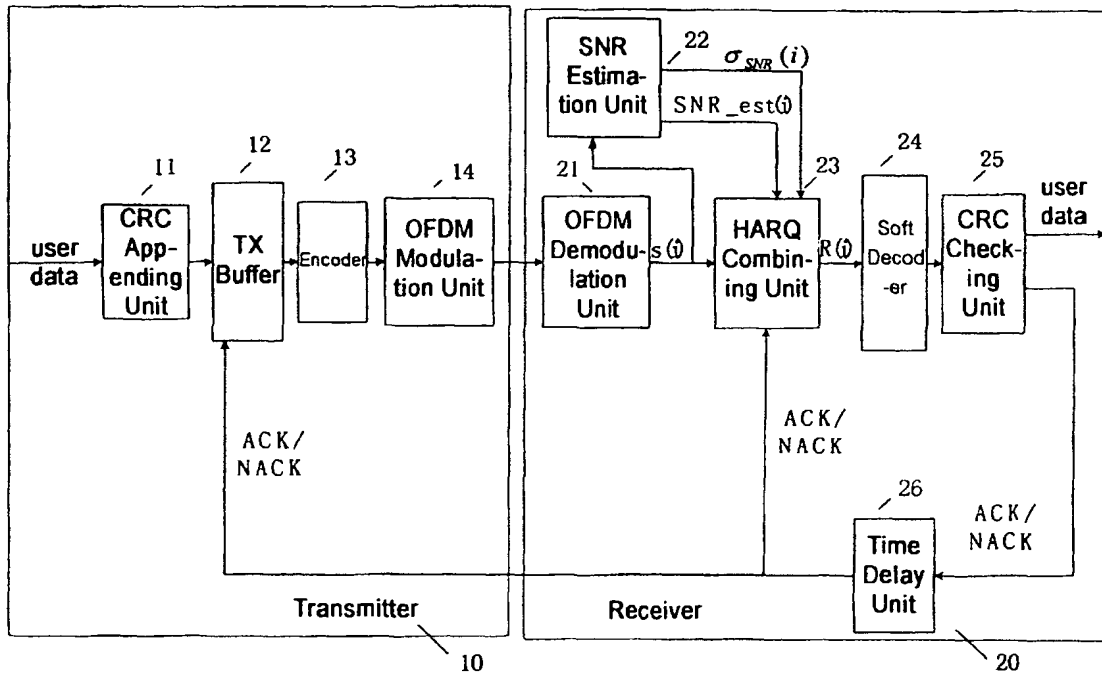 22
SNR
Estima-
tion Unit
σSNR(i)
SNR_est(i)
11
CRC
App-
ending
Unit
12
TX
Buffer
13
Encoder
14
OFDM
Modula-
tion Unit
21
OFDM
Demodu-
lation
Unit
s(i)
23
HARQ
Combin-
ing Unit
R(i)
24
Soft
Decod
-er
25
CRC
Check-
ing
Unit
user
data
user
data
ACK/
NACK
ACK/
NACK
ACK/
NACK
26
Time
Delay
Unit
Transmitter
Receiver
10
20